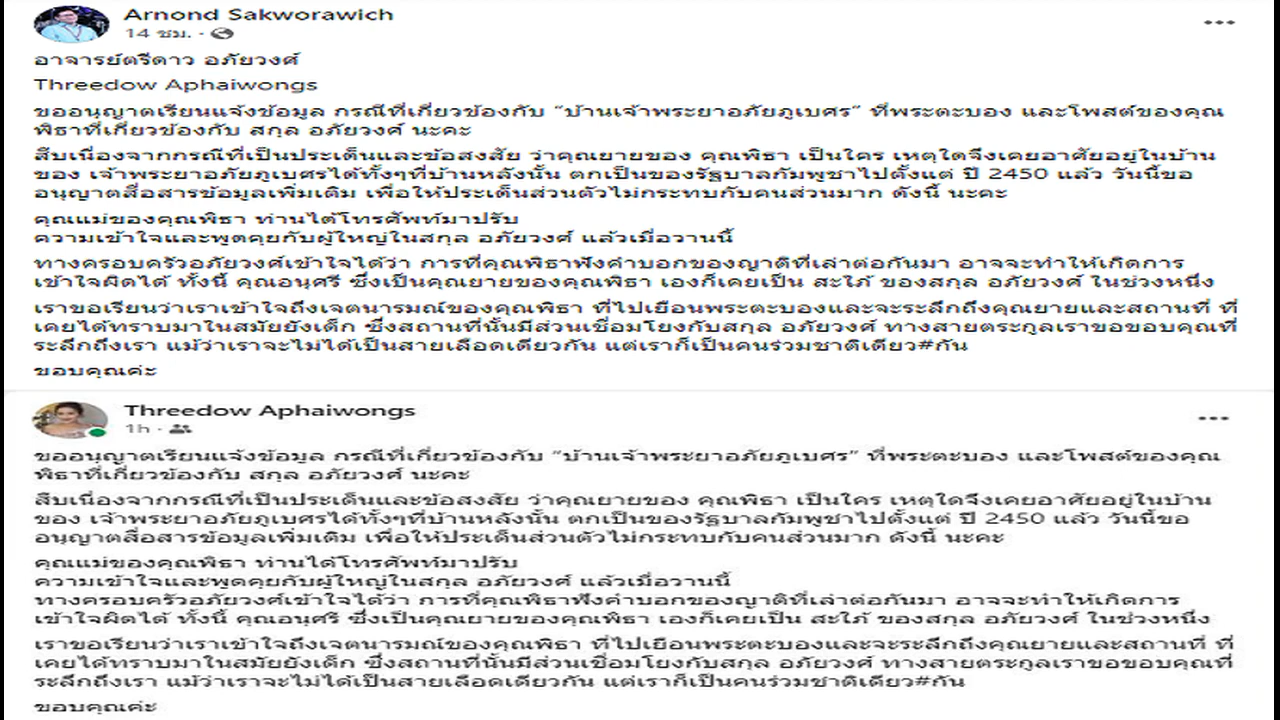 Arnond Sakworawich
14 ชม. ·
อาจารย์ตรีดาว อภัยวงศ์
Threedow Aphaiwongs
ขออนุญาตเรียนแจ้งข้อมูล กรณีที่เกี่ยวข้องกับ “บ้านเจ้าพระยาอภัยภูเบศร” ที่พระตะบอง และโพสต์ของคุณ
พิธาที่เกี่ยวข้องกับ สกุล อภัยวงศ์ นะคะ
สืบเนื่องจากกรณีที่เป็นประเด็นและข้อสงสัย ว่าคุณยายของ คุณพิธา เป็นใคร เหตุใดจึงเคยอาศัยอยู่ในบ้าน
ของ เจ้าพระยาอภัยภูเบศรได้ทั้งๆที่บ้านหลังนั้น ตกเป็นของรัฐบาลกัมพูชาไปตั้งแต่ ปี 2450 แล้ว วันนี้ขอ
อนุญาตสื่อสารข้อมูลเพิ่มเติม เพื่อให้ประเด็นส่วนตัวไม่กระทบกับคนส่วนมาก ดังนี้ นะคะ
คุณแม่ของคุณพิธา ท่านได้โทรศัพท์มาปรับ
ความเข้าใจและพูดคุยกับผู้ใหญ่ในสกุล อภัยวงศ์ แล้วเมื่อวานนี้
ทางครอบครัวอภัยวงศ์เข้าใจได้ว่า การที่คุณพิธาฟังคำบอกของญาติที่เล่าต่อกันมา อาจจะทำให้เกิดการ
เข้าใจผิดได้ ทั้งนี้ คุณอนุศรี ซึ่งเป็นคุณยายของคุณพิธา เองก็เคยเป็น สะใภ้ ของสกุล อภัยวงศ์ ในช่วงหนึ่ง
เราขอเรียนว่าเราเข้าใจถึงเจตนารมณ์ของคุณพิธา ที่ไปเยือนพระตะบองและจะระลึกถึงคุณยายและสถานที่ ที่
เคยได้ทราบมาในสมัยยังเด็ก ซึ่งสถานที่นั้นมีส่วนเชื่อมโยงกับสกุล อภัยวงศ์ ทางสายตระกูลเราขอขอบคุณที่
ระลึกถึงเรา แม้ว่าเราจะไม่ได้เป็นสายเลือดเดียวกัน แต่เราก็เป็นคนร่วมชาติเดียว#กัน
ขอบคุณค่ะ
Threedow Aphaiwongs
1h ·
ขออนุญาตเรียนแจ้งข้อมูล กรณีที่เกี่ยวข้องกับ “บ้านเจ้าพระยาอภัยภูเบศร” ที่พระตะบอง และโพสต์ของคุณ
พิธาที่เกี่ยวข้องกับ สกุล อภัยวงศ์ นะคะ
สืบเนื่องจากกรณีที่เป็นประเด็นและข้อสงสัย ว่าคุณยายของ คุณพิธา เป็นใคร เหตุใดจึงเคยอาศัยอยู่ในบ้าน
ของ เจ้าพระยาอภัยภูเบศรได้ทั้งๆที่บ้านหลังนั้น ตกเป็นของรัฐบาลกัมพูชาไปตั้งแต่ ปี 2450 แล้ว วันนี้ขอ
อนุญาตสื่อสารข้อมูลเพิ่มเติม เพื่อให้ประเด็นส่วนตัวไม่กระทบกับคนส่วนมาก ดังนี้ นะคะ
คุณแม่ของคุณพิธา ท่านได้โทรศัพท์มาปรับ
ความเข้าใจและพูดคุยกับผู้ใหญ่ในสกุล อภัยวงศ์ แล้วเมื่อวานนี้
ทางครอบครัวอภัยวงศ์เข้าใจได้ว่า การที่คุณพิธาฟังคำบอกของญาติที่เล่าต่อกันมา อาจจะทำให้เกิดการ
เข้าใจผิดได้ ทั้งนี้ คุณอนุศรี ซึ่งเป็นคุณยายของคุณพิธา เองก็เคยเป็น สะใภ้ ของสกุล อภัยวงศ์ ในช่วงหนึ่ง
เราขอเรียนว่าเราเข้าใจถึงเจตนารมณ์ของคุณพิธา ที่ไปเยือนพระตะบองและจะระลึกถึงคุณยายและสถานที่ ที่
เคยได้ทราบมาในสมัยยังเด็ก ซึ่งสถานที่นั้นมีส่วนเชื่อมโยงกับสกุล อภัยวงศ์ ทางสายตระกูลเราขอขอบคุณที่
ระลึกถึงเรา แม้ว่าเราจะไม่ได้เป็นสายเลือดเดียวกัน แต่เราก็เป็นคนร่วมชาติเดียว#กัน
ขอบคุณค่ะ